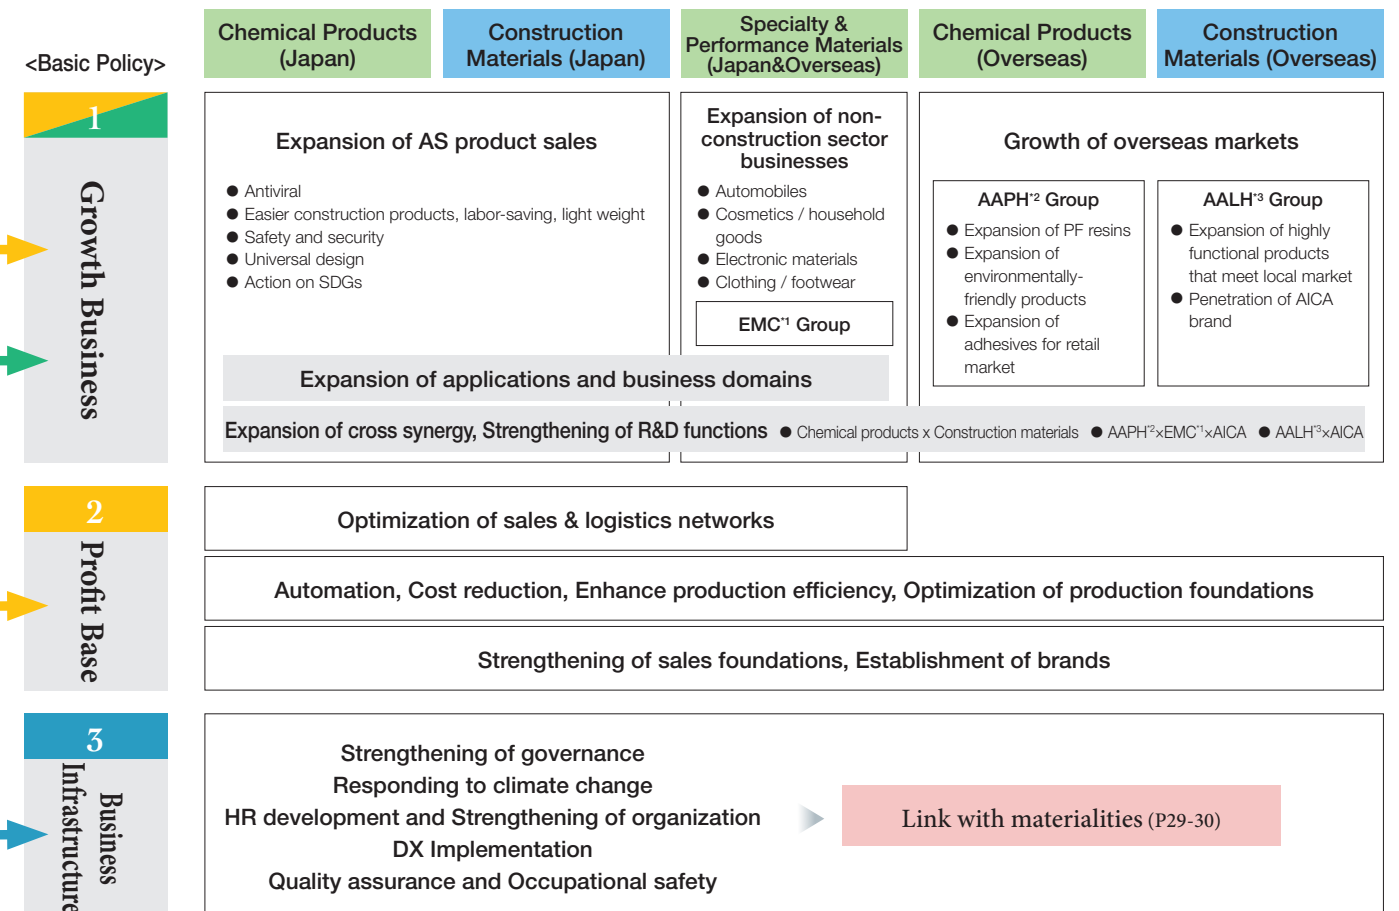 <Basic Policy>
Chemical Products
(Japan)
Construction
Materials (Japan)
Specialty &
Performance Materials
(Japan&Overseas)
Chemical Products
(Overseas)
Construction
Materials (Overseas)
1
Growth Business
Expansion of AS product sales
● Antiviral
● Easier construction products, labor-saving, light weight
● Safety and security
● Universal design
● Action on SDGs
Expansion of non-
construction sector
businesses
● Automobiles
● Cosmetics / household
goods
● Electronic materials
● Clothing / footwear
EMC*1 Group
Growth of overseas markets
AAPH*2 Group
● Expansion of PF resins
● Expansion of
environmentally-
friendly products
● Expansion of
adhesives for retail
market
AALH*3 Group
● Expansion of highly
functional products
that meet local market
● Penetration of AICA
brand
Expansion of applications and business domains
Expansion of cross synergy, Strengthening of R&D functions ● Chemical products x Construction materials ● AAPH*2×EMC*1×AICA ● AALH*3×AICA
2
Profit Base
Optimization of sales & logistics networks
Automation, Cost reduction, Enhance production efficiency, Optimization of production foundations
Strengthening of sales foundations, Establishment of brands
3
Business
Infrastructure
Strengthening of governance
Responding to climate change
HR development and Strengthening of organization
DX Implementation
Quality assurance and Occupational safety
Link with materialities (P29-30)